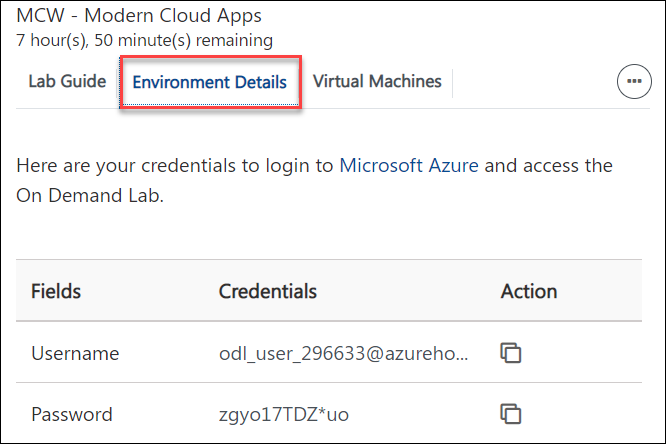 MCW - Modern Cloud Apps
7 hour(s), 50 minute(s) remaining
Lab Guide Environment Details Virtual Machines
Here are your credentials to login to Microsoft Azure and access the
On Demand Lab.
Fields Credentials Action
Username odl_user_296633@azureho...
Password zgyo17TDZ*uo